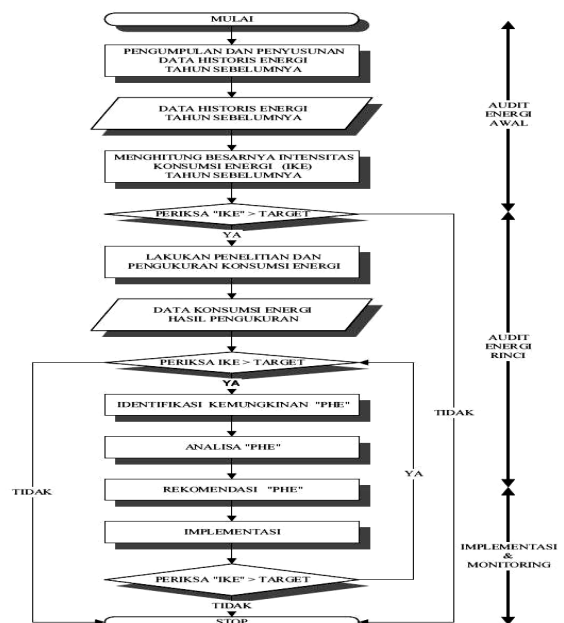 MULAI
PENGUMPULAN DAN PENYUSUNAN
DATA HISTORIS ENERGI
TAHUN SEBELUMNYA
DATA HISTORIS ENERGI
TAHUN SEBELUMNYA
MENGHITUNG BESARNYA INTENSITAS
KONSUMSI ENERGI (IKE)
TAHUN SEBELUMNYA
PERIKSA "IKE" > TARGET
YA
LAKUKAN PENELITIAN DAN
PENGUKURAN KONSUMSI ENERGI
DATA KONSUMSI ENERGI
HASIL PENGUKURAN
PERIKSA IKE > TARGET
YA
IDENTIFIKASI KEMUNGKINAN "PHE"
ANALISA "PHE"
REKOMENDASI "PHE"
IMPLEMENTASI
PERIKSA "IKE" > TARGET
TIDAK
STOP
TIDAK
YA
TIDAK
AUDIT
ENERGI
AWAL
AUDIT
ENERGI
RINCI
IMPLEMENTASI
&
MONITORING